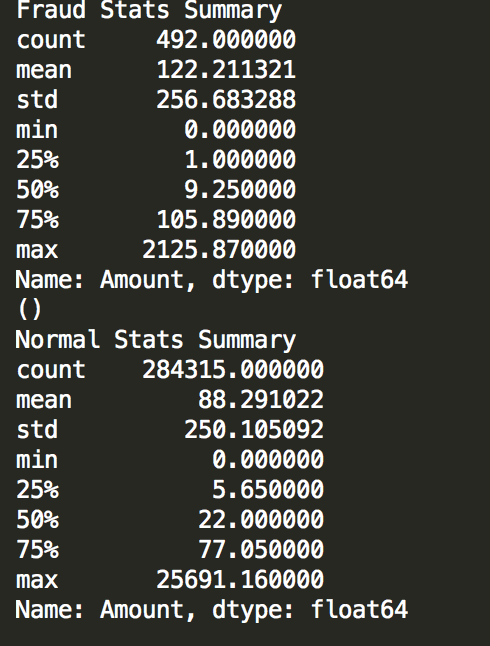 Fraud Stats Summary
count     492.000000
mean      122.211321
std       256.683288
min         0.000000
25%         1.000000
50%         9.250000
75%       105.890000
max      2125.870000
Name: Amount, dtype: float64
()
Normal Stats Summary
count    284315.000000
mean         88.291022
std         250.105092
min           0.000000
25%           5.650000
50%          22.000000
75%          77.050000
max       25691.160000
Name: Amount, dtype: float64